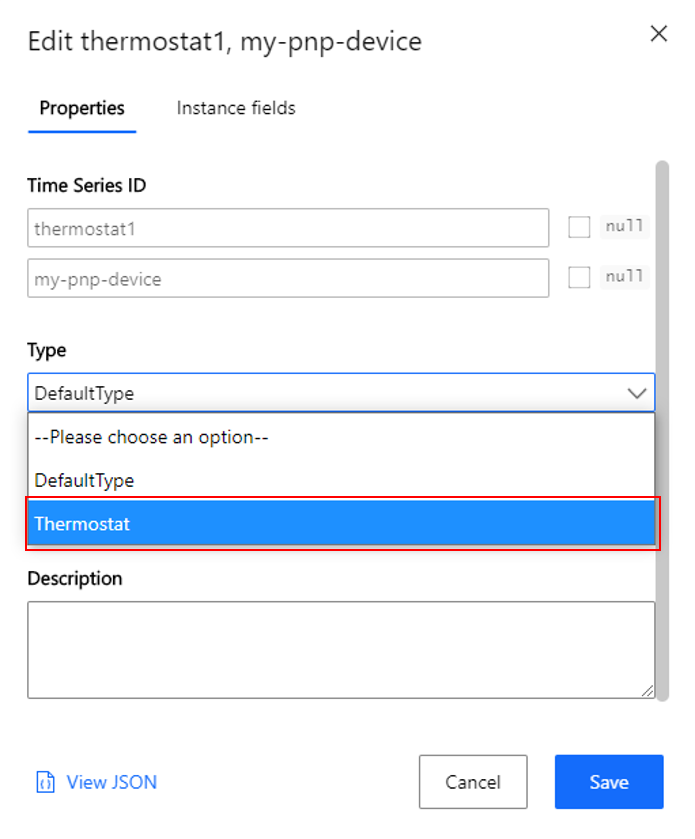 Edit thermostat1, my-pnp-device
Properties
Instance fields
Time Series ID
thermostat1
null
my-pnp-device
null
Type
DefaultType
--Please choose an option--
DefaultType
Thermostat
Description
View JSON
Cancel
Save